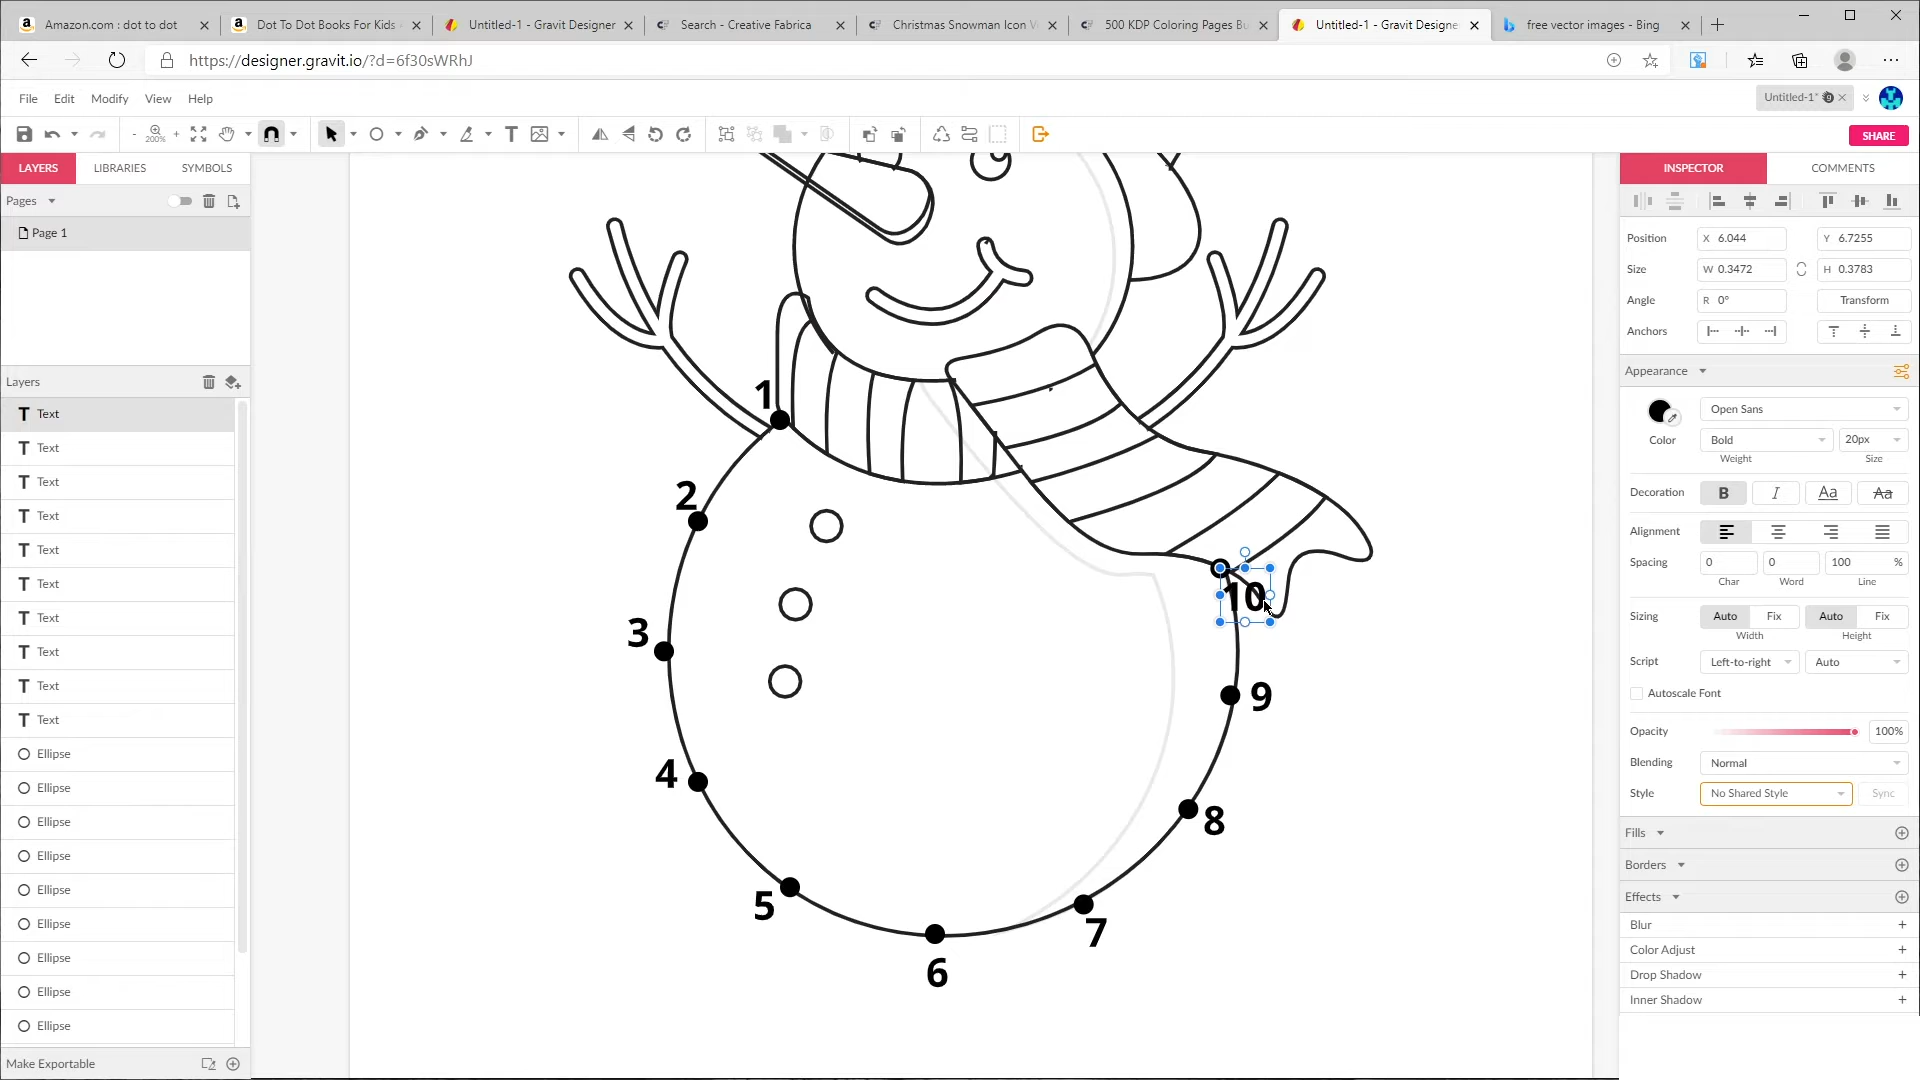 Amazon.com : dot to dot
Dot To Dot Books For Kids
Untitled-1 - Gravit Designer
Search - Creative Fabrica
Christmas Snowman Icon V
500 KDP Coloring Pages Bu
Untitled-1 - Gravit Designe
free vector images - Bing
https://designer.gravit.io/?d=6f30sWRhJ
File Edit Modify View Help
Untitled-1*
- 200% +
SHARE
LAYERS LIBRARIES SYMBOLS
Pages
Page 1
Layers
Text
Text
Text
Text
Text
Text
Text
Text
Text
Text
Ellipse
Ellipse
Ellipse
Ellipse
Ellipse
Ellipse
Ellipse
Ellipse
Ellipse
Make Exportable
1
2
3
4
5
6
7
8
9
10
INSPECTOR COMMENTS
Position X 6.044 Y 6.7255
Size W 0.3472 H 0.3783
Angle R 0° Transform
Anchors
Appearance
Open Sans
Color Bold 20px
Weight Size
Decoration B I Aa Aa
Alignment
Spacing 0 0 100 %
Char Word Line
Sizing Auto Fix Auto Fix
Width Height
Script Left-to-right Auto
Autoscale Font
Opacity 100%
Blending Normal
Style No Shared Style Sync
Fills
Borders
Effects
Blur +
Color Adjust +
Drop Shadow +
Inner Shadow +